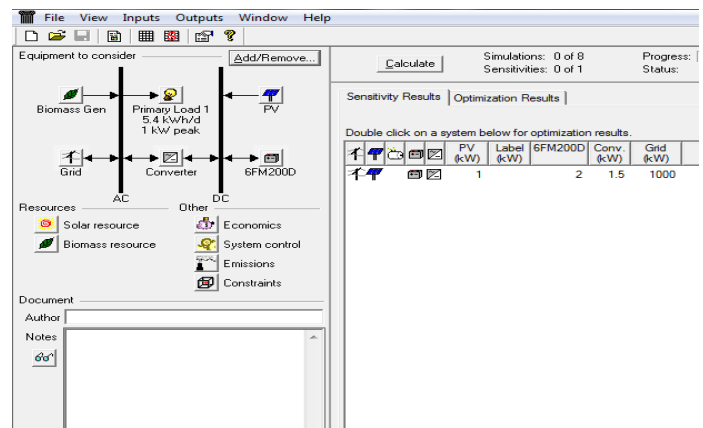 File View Inputs Outputs Window Help
Equipment to consider Add/Remove...
Biomass Gen
Primary Load 1
5.4 kWh/d
1 kW peak
PV
Grid
Converter
6FM200D
AC
DC
Resources
Other
Solar resource
Economics
Biomass resource
System control
Emissions
Constraints
Document
Author
Notes
Calculate
Simulations: 0 of 8
Progress:
Sensitivities: 0 of 1
Status:
Sensitivity Results
Optimization Results
Double click on a system below for optimization results.
PV (kW) Label (kW) 6FM200D Conv. (kW) Grid (kW)
1 2 1.5 1000